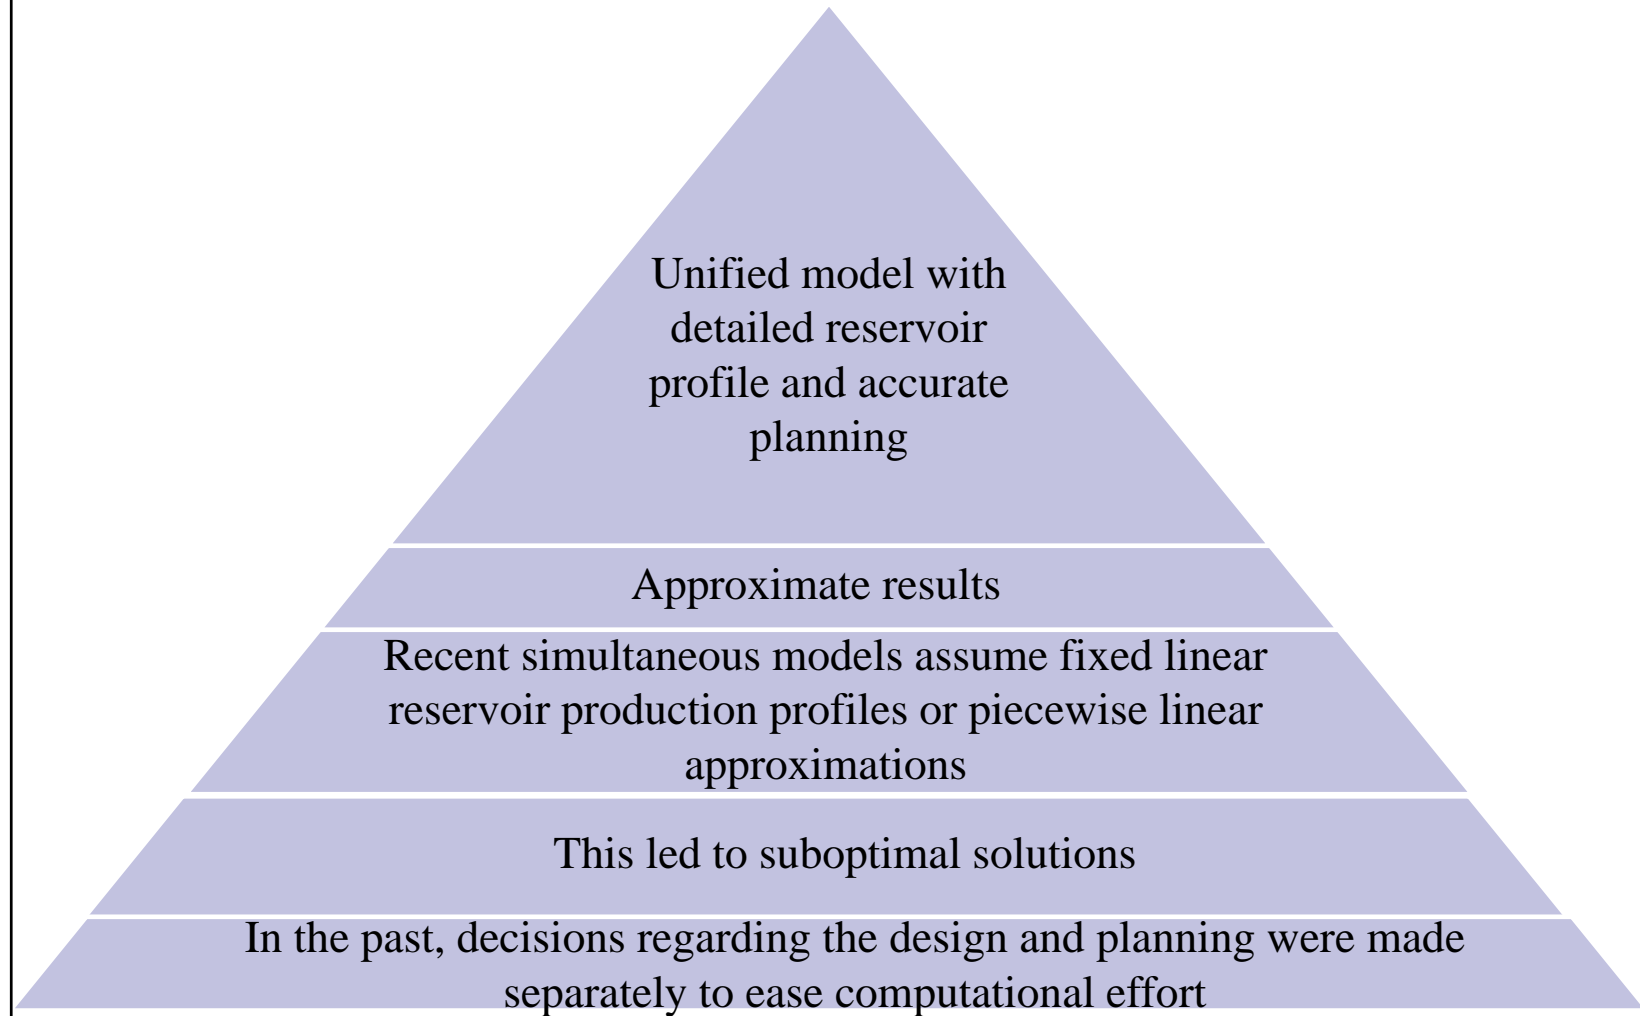 Unified model with
detailed reservoir
profile and accurate
planning
Approximate results
Recent simultaneous models assume fixed linear
reservoir production profiles or piecewise linear
approximations
This led to suboptimal solutions
In the past, decisions regarding the design and planning were made
separately to ease computational effort